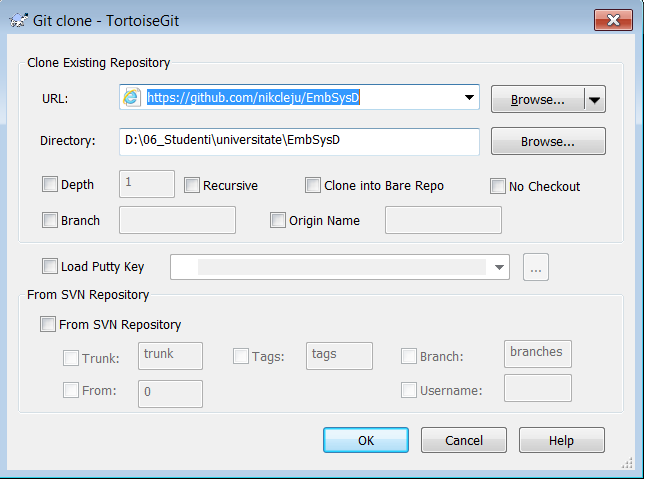 Git clone - TortoiseGit
Clone Existing Repository
URL: https://github.com/nikcleju/EmbSysD Browse...
Directory: D:\06_Studenti\universitate\EmbSysD Browse...
Depth 1 Recursive Clone into Bare Repo No Checkout
Branch Origin Name
Load Putty Key ...
From SVN Repository
From SVN Repository
Trunk: trunk Tags: tags Branch: branches
From: 0 Username:
OK Cancel Help